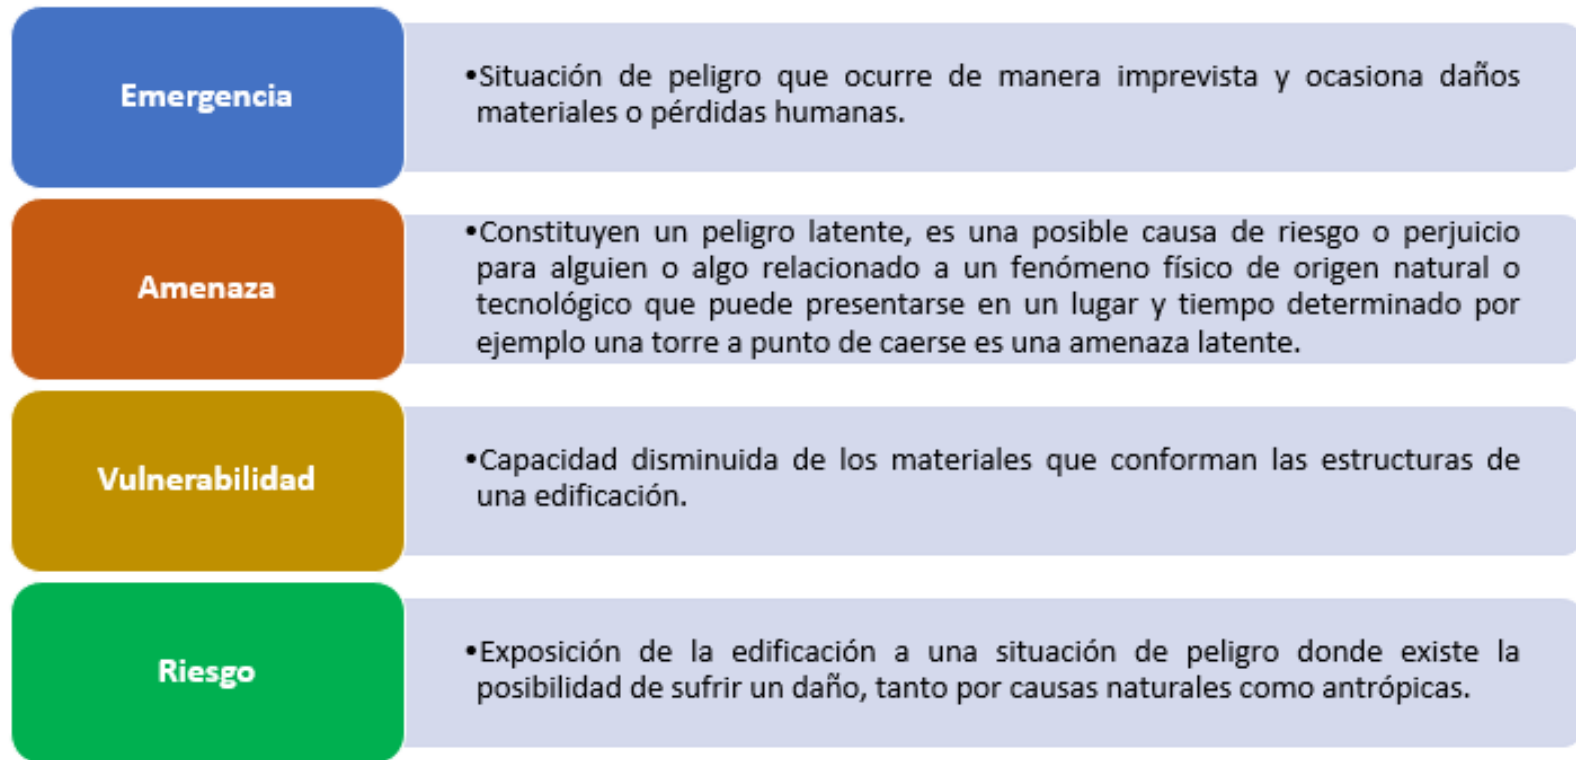 Emergencia
•Situación de peligro que ocurre de manera imprevista y ocasiona daños
materiales o pérdidas humanas.
Amenaza
•Constituyen un peligro latente, es una posible causa de riesgo o perjuicio
para alguien o algo relacionado a un fenómeno físico de origen natural o
tecnológico que puede presentarse en un lugar y tiempo determinado por
ejemplo una torre a punto de caerse es una amenaza latente.
Vulnerabilidad
•Capacidad disminuida de los materiales que conforman las estructuras de
una edificación.
Riesgo
•Exposición de la edificación a una situación de peligro donde existe la
posibilidad de sufrir un daño, tanto por causas naturales como antrópicas.